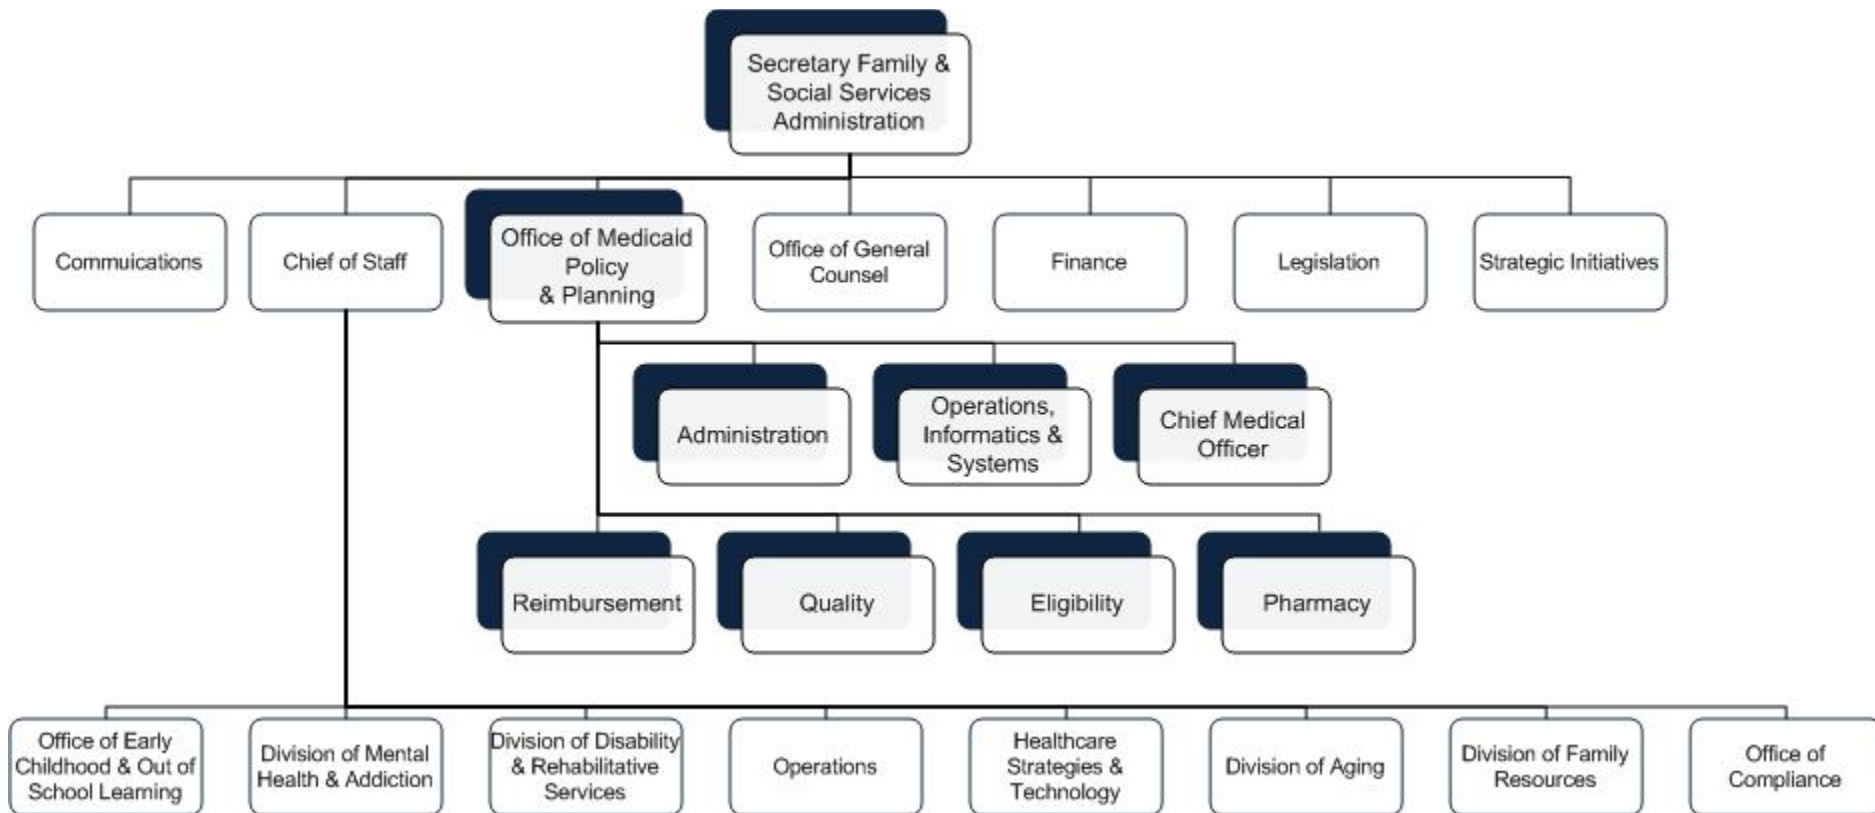 Secretary Family &
Social Services
Administration
Commuications
Chief of Staff
Office of Medicaid
Policy
& Planning
Office of General
Counsel
Finance
Legislation
Strategic Initiatives
Administration
Operations,
Informatics &
Systems
Chief Medical
Officer
Reimbursement
Quality
Eligibility
Pharmacy
Office of Early
Childhood & Out of
School Learning
Division of Mental
Health & Addiction
Division of Disability
& Rehabilitative
Services
Operations
Healthcare
Strategies &
Technology
Division of Aging
Division of Family
Resources
Office of
Compliance